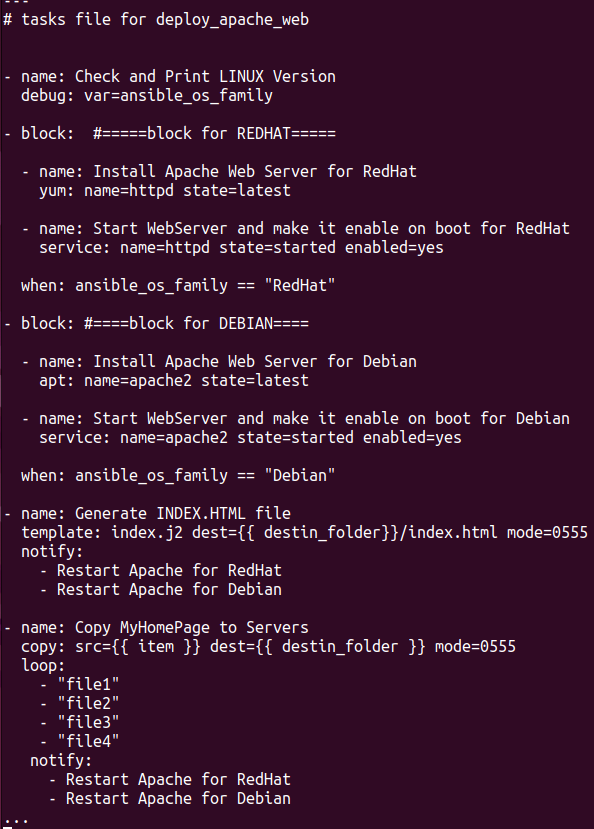 ---
# tasks file for deploy_apache_web
- name: Check and Print LINUX Version
  debug: var=ansible_os_family
- block:  #=====block for REDHAT=====
  - name: Install Apache Web Server for RedHat
    yum: name=httpd state=latest
  - name: Start WebServer and make it enable on boot for RedHat
    service: name=httpd state=started enabled=yes
  when: ansible_os_family == "RedHat"
- block: #====block for DEBIAN====
  - name: Install Apache Web Server for Debian
    apt: name=apache2 state=latest
  - name: Start WebServer and make it enable on boot for Debian
    service: name=apache2 state=started enabled=yes
  when: ansible_os_family == "Debian"
- name: Generate INDEX.HTML file
  template: index.j2 dest={{ destin_folder}}/index.html mode=0555
  notify:
    - Restart Apache for RedHat
    - Restart Apache for Debian
- name: Copy MyHomePage to Servers
  copy: src={{ item }} dest={{ destin_folder }} mode=0555
  loop:
    - "file1"
    - "file2"
    - "file3"
    - "file4"
   notify:
     - Restart Apache for RedHat
     - Restart Apache for Debian
...